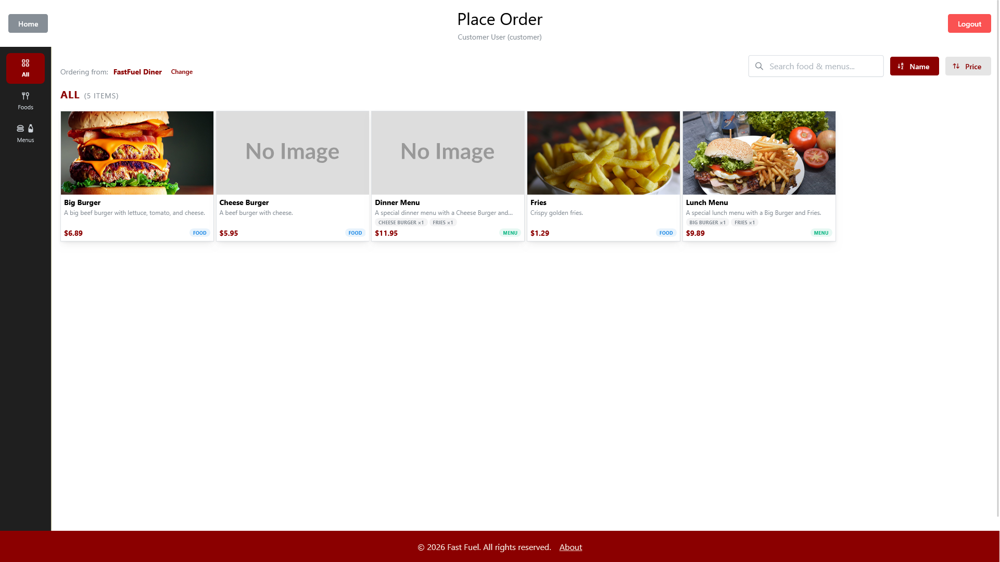 Home
Place Order
Customer User (customer)
Logout
All
Foods
Menus
Ordering from: FastFuel Diner Change
Search food & menus...
Name
Price
ALL (5 ITEMS)
No Image
No Image
Big Burger
A big beef burger with lettuce, tomato, and cheese.
$6.89 FOOD
Cheese Burger
A beef burger with cheese.
$5.95 FOOD
Dinner Menu
A special dinner menu with a Cheese Burger and...
CHEESE BURGER ×1 FRIES ×1
$11.95 MENU
Fries
Crispy golden fries.
$1.29 FOOD
Lunch Menu
A special lunch menu with a Big Burger and Fries.
BIG BURGER ×1 FRIES ×1
$9.89 MENU
© 2026 Fast Fuel. All rights reserved. About